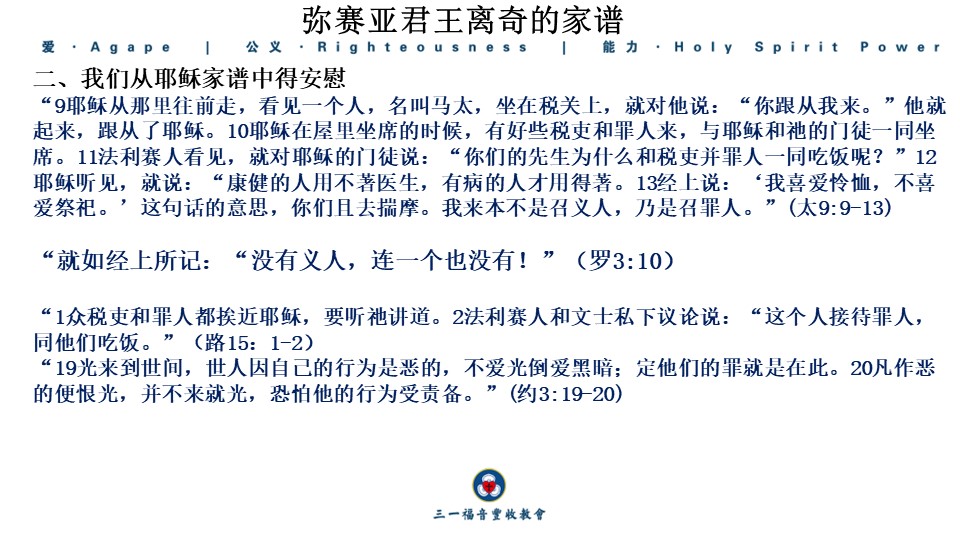 弥赛亚君王离奇的家谱
爱 · Agape | 公义 · Righteousness | 能力 · Holy Spirit Power
二、我们从耶稣家谱中得安慰
“9耶稣从那里往前走，看见一个人，名叫马太，坐在税关上，就对他说：“你跟从我来。”他就
起来，跟从了耶稣。10耶稣在屋里坐席的时候，有好些税吏和罪人来，与耶稣和祂的门徒一同坐
席。11法利赛人看见，就对耶稣的门徒说：“你们的先生为什么和税吏并罪人一同吃饭呢？”12
耶稣听见，就说：“康健的人用不著医生，有病的人才用得著。13经上说：‘我喜爱怜恤，不喜
爱祭祀。’这句话的意思，你们且去揣摩。我来本不是召义人，乃是召罪人。”(太9:9-13)
“就如经上所记：“没有义人，连一个也没有！”（罗3:10）
“1众税吏和罪人都挨近耶稣，要听祂讲道。2法利赛人和文士私下议论说：“这个人接待罪人，
同他们吃饭。”（路15：1-2）
“19光来到世间，世人因自己的行为是恶的，不爱光倒爱黑暗；定他们的罪就是在此。20凡作恶
的便恨光，并不来就光，恐怕他的行为受责备。”(约3:19-20)
三一福音豐收教會